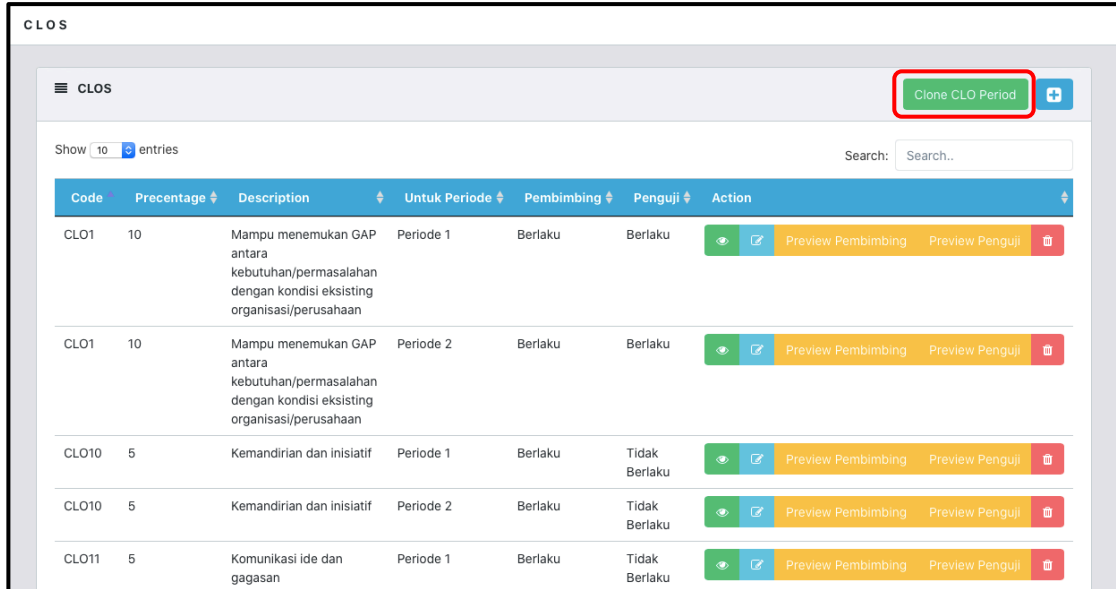 CLOS
CLOS
Clone CLO Period
Show 10 entries
Search: Search..
Code Precentage Description Untuk Periode Pembimbing Penguji Action
CLO1 10 Mampu menemukan GAP Periode 1 Berlaku Berlaku Preview Pembimbing Preview Penguji
antara
kebutuhan/permasalahan
dengan kondisi eksisting
organisasi/perusahaan
CLO1 10 Mampu menemukan GAP Periode 2 Berlaku Berlaku Preview Pembimbing Preview Penguji
antara
kebutuhan/permasalahan
dengan kondisi eksisting
organisasi/perusahaan
CLO10 5 Kemandirian dan inisiatif Periode 1 Berlaku Tidak Preview Pembimbing Preview Penguji
Berlaku
CLO10 5 Kemandirian dan inisiatif Periode 2 Berlaku Tidak Preview Pembimbing Preview Penguji
Berlaku
CLO11 5 Komunikasi ide dan Periode 1 Berlaku Tidak Preview Pembimbing Preview Penguji
gagasan Berlaku